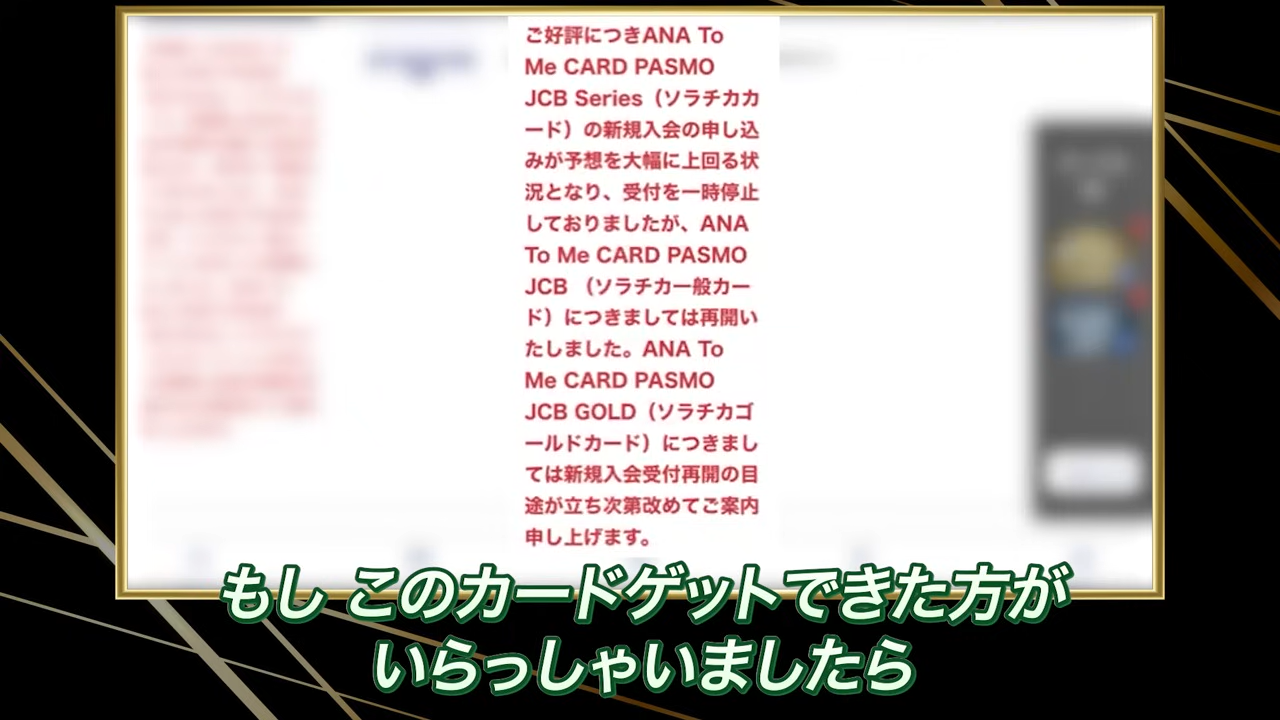 ご好評につきANA To
Me CARD PASMO
JCB Series（ソラチカカ
ード）の新規入会の申し込
みが予想を大幅に上回る状
況となり、受付を一時停止
しておりましたが、ANA
To Me CARD PASMO
JCB （ソラチカ一般カー
ド）につきましては再開い
たしました。ANA To
Me CARD PASMO
JCB GOLD（ソラチカゴ
ールドカード）につきまし
ては新規入会受付再開の目
途が立ち次第改めてご案内
申し上げます。
もし このカードゲットできた方が
いらっしゃいましたら